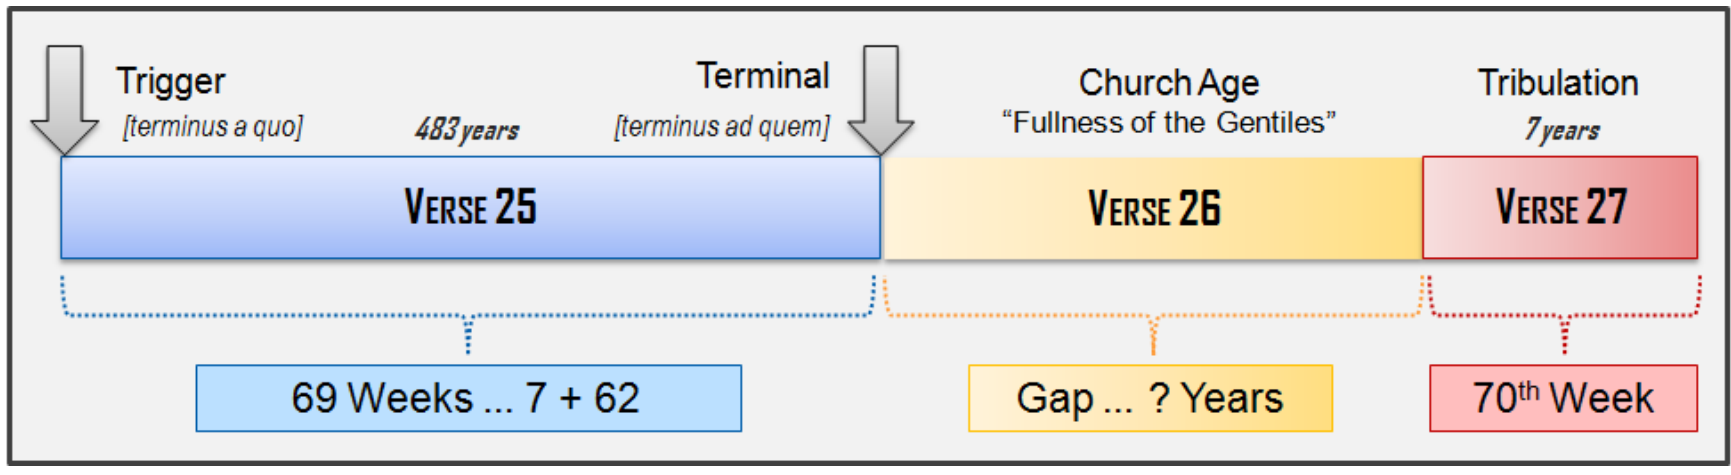 Trigger
[terminus a quo]
483 years
Terminal
[terminus ad quem]
Church Age
“Fullness of the Gentiles”
Tribulation
7 years
VERSE 25
VERSE 26
VERSE 27
69 Weeks ... 7 + 62
Gap ... ? Years
70th Week